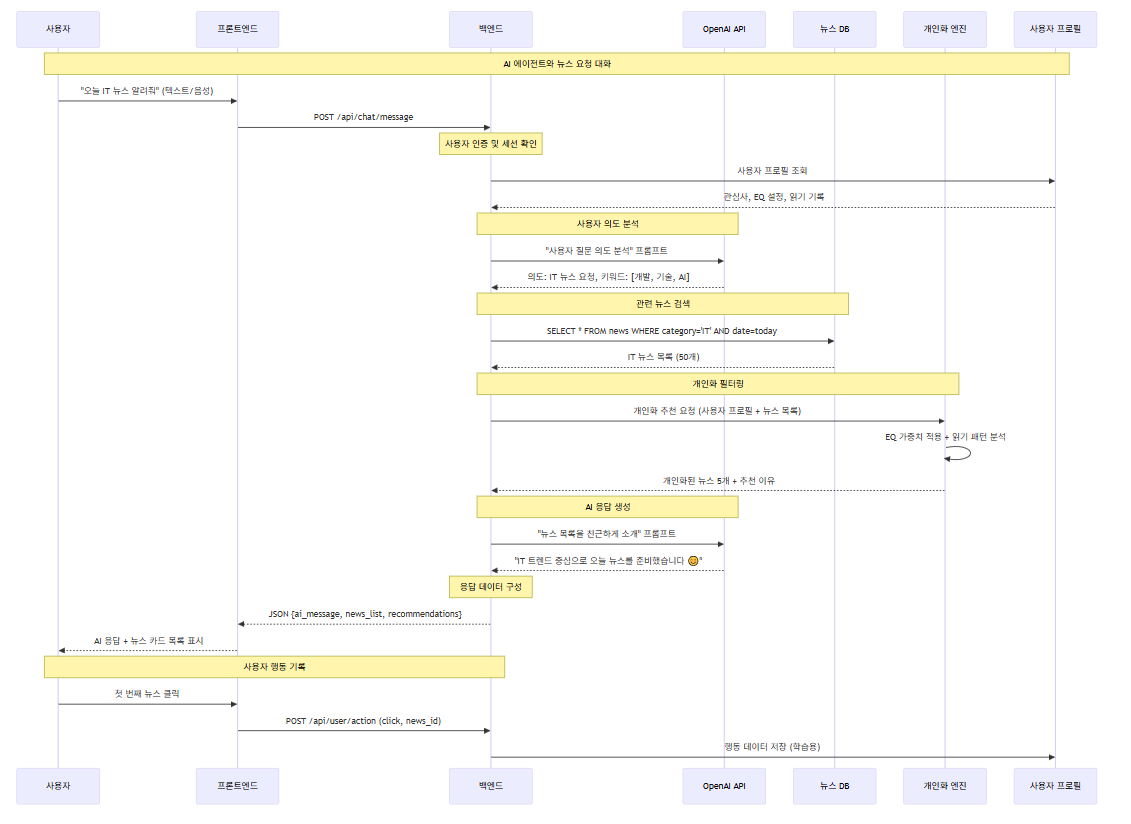 사용자
프론트엔드
백엔드
OpenAI API
뉴스 DB
개인화 엔진
사용자 프로필
AI 에이전트와 뉴스 요청 대화
"오늘 IT 뉴스 알려줘" (텍스트/음성)
POST /api/chat/message
사용자 인증 및 세션 확인
사용자 프로필 조회
관심사, EQ 설정, 읽기 기록
사용자 의도 분석
"사용자 질문 의도 분석" 프롬프트
의도: IT 뉴스 요청, 키워드: [개발, 기술, AI]
관련 뉴스 검색
SELECT * FROM news WHERE category='IT' AND date=today
IT 뉴스 목록 (50개)
개인화 필터링
개인화 추천 요청 (사용자 프로필 + 뉴스 목록)
EQ 가중치 적용 + 읽기 패턴 분석
개인화된 뉴스 5개 + 추천 이유
AI 응답 생성
"뉴스 목록을 친근하게 소개" 프롬프트
"IT 트렌드 중심으로 오늘 뉴스를 준비했습니다 😊"
응답 데이터 구성
JSON {ai_message, news_list, recommendations}
AI 응답 + 뉴스 카드 목록 표시
사용자 행동 기록
첫 번째 뉴스 클릭
POST /api/user/action (click, news_id)
행동 데이터 저장 (학습용)
사용자
프론트엔드
백엔드
OpenAI API
뉴스 DB
개인화 엔진
사용자 프로필